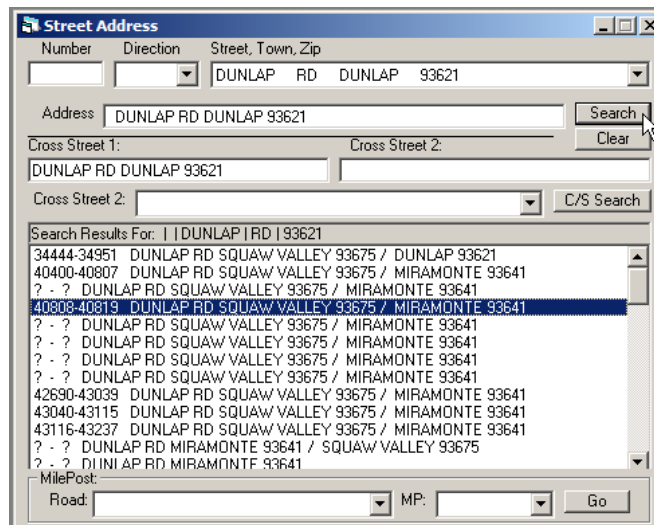 Street Address
Number Direction Street, Town, Zip
DUNLAP RD DUNLAP 93621
Address DUNLAP RD DUNLAP 93621 Search
Clear
Cross Street 1: Cross Street 2:
DUNLAP RD DUNLAP 93621
Cross Street 2: C/S Search
Search Results For: | | DUNLAP | RD | 93621
34444-34951 DUNLAP RD SQUAW VALLEY 93675 / DUNLAP 93621
40400-40807 DUNLAP RD SQUAW VALLEY 93675 / MIRAMONTE 93641
? - ? DUNLAP RD SQUAW VALLEY 93675 / MIRAMONTE 93641
40808-40819 DUNLAP RD SQUAW VALLEY 93675 / MIRAMONTE 93641
? - ? DUNLAP RD SQUAW VALLEY 93675 / MIRAMONTE 93641
? - ? DUNLAP RD SQUAW VALLEY 93675 / MIRAMONTE 93641
? - ? DUNLAP RD SQUAW VALLEY 93675 / MIRAMONTE 93641
? - ? DUNLAP RD SQUAW VALLEY 93675 / MIRAMONTE 93641
42690-43039 DUNLAP RD SQUAW VALLEY 93675 / MIRAMONTE 93641
43040-43115 DUNLAP RD SQUAW VALLEY 93675 / MIRAMONTE 93641
43116-43237 DUNLAP RD SQUAW VALLEY 93675 / MIRAMONTE 93641
? - ? DUNLAP RD MIRAMONTE 93641 / SQUAW VALLEY 93675
? - ? DUNLAP RD MIRAMONTE 93641
MilePost:
Road: MP: Go